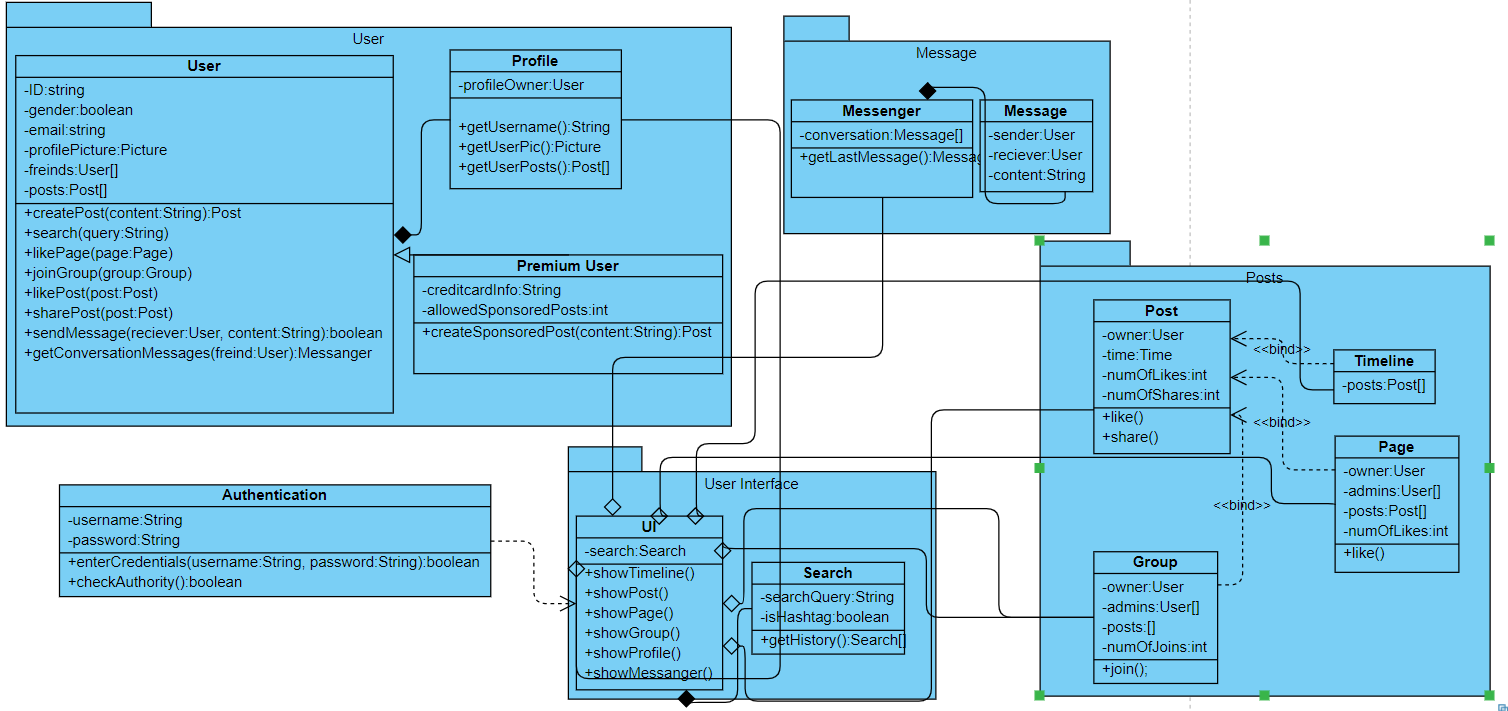 User
User
-ID:string
-gender:boolean
-email:string
-profilePicture:Picture
-freinds:User[]
-posts:Post[]
+createPost(content:String):Post
+search(query:String)
+likePage(page:Page)
+joinGroup(group:Group)
+likePost(post:Post)
+sharePost(post:Post)
+sendMessage(reciever:User, content:String):boolean
+getConversationMessages(freind:User):Messanger
Profile
-profileOwner:User
+getUsername():String
+getUserPic():Picture
+getUserPosts():Post[]
Premium User
-creditcardInfo:String
-allowedSponsoredPosts:int
+createSponsoredPost(content:String):Post
Message
Messenger
-conversation:Message[]
+getLastMessage():Messag
Message
-sender:User
-reciever:User
-content:String
Posts
Post
-owner:User
-time:Time
-numOfLikes:int
-numOfShares:int
+like()
+share()
<<bind>>
<<bind>>
<<bind>>
Timeline
-posts:Post[]
Page
-owner:User
-admins:User[]
-posts:Post[]
-numOfLikes:int
+like()
Group
-owner:User
-admins:User[]
-posts:[]
-numOfJoins:int
+join();
Authentication
-username:String
-password:String
+enterCredentials(username:String, password:String):boolean
+checkAuthority():boolean
User Interface
UI
-search:Search
+showTimeline()
+showPost()
+showPage()
+showGroup()
+showProfile()
+showMessanger()
Search
-searchQuery:String
-isHashtag:boolean
+getHistory():Search[]